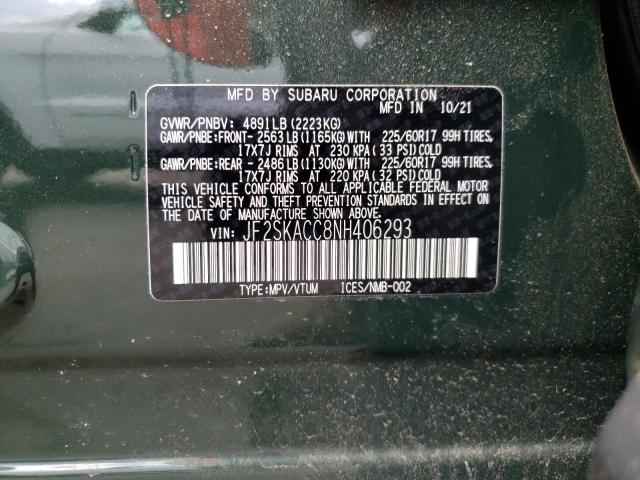 MFD BY SUBARU CORPORATION
MFD IN 10/21
GVWR/PNBV: 4891LB (2223KG)
GAWR/PNBE:FRONT- 2563LB(1165KG)WITH 225/60R17 99H TIRES,
17X7J RIMS AT 230 KPA(33 PSI)COLD
GAWR/PNBE:REAR - 2486LB(1130KG)WITH 225/60R17 99H TIRES,
17X7J RIMS AT 220 KPA(32 PSI)COLD
THIS VEHICLE CONFORMS TO ALL APPLICABLE FEDERAL MOTOR
VEHICLE SAFETY AND THEFT PREVENTION STANDARDS IN EFFECT
ON THE DATE OF MANUFACTURE SHOWN ABOVE.
VIN: JF2SKACC8NH406293
TYPE:MPV/VTUM ICES/NMB-002